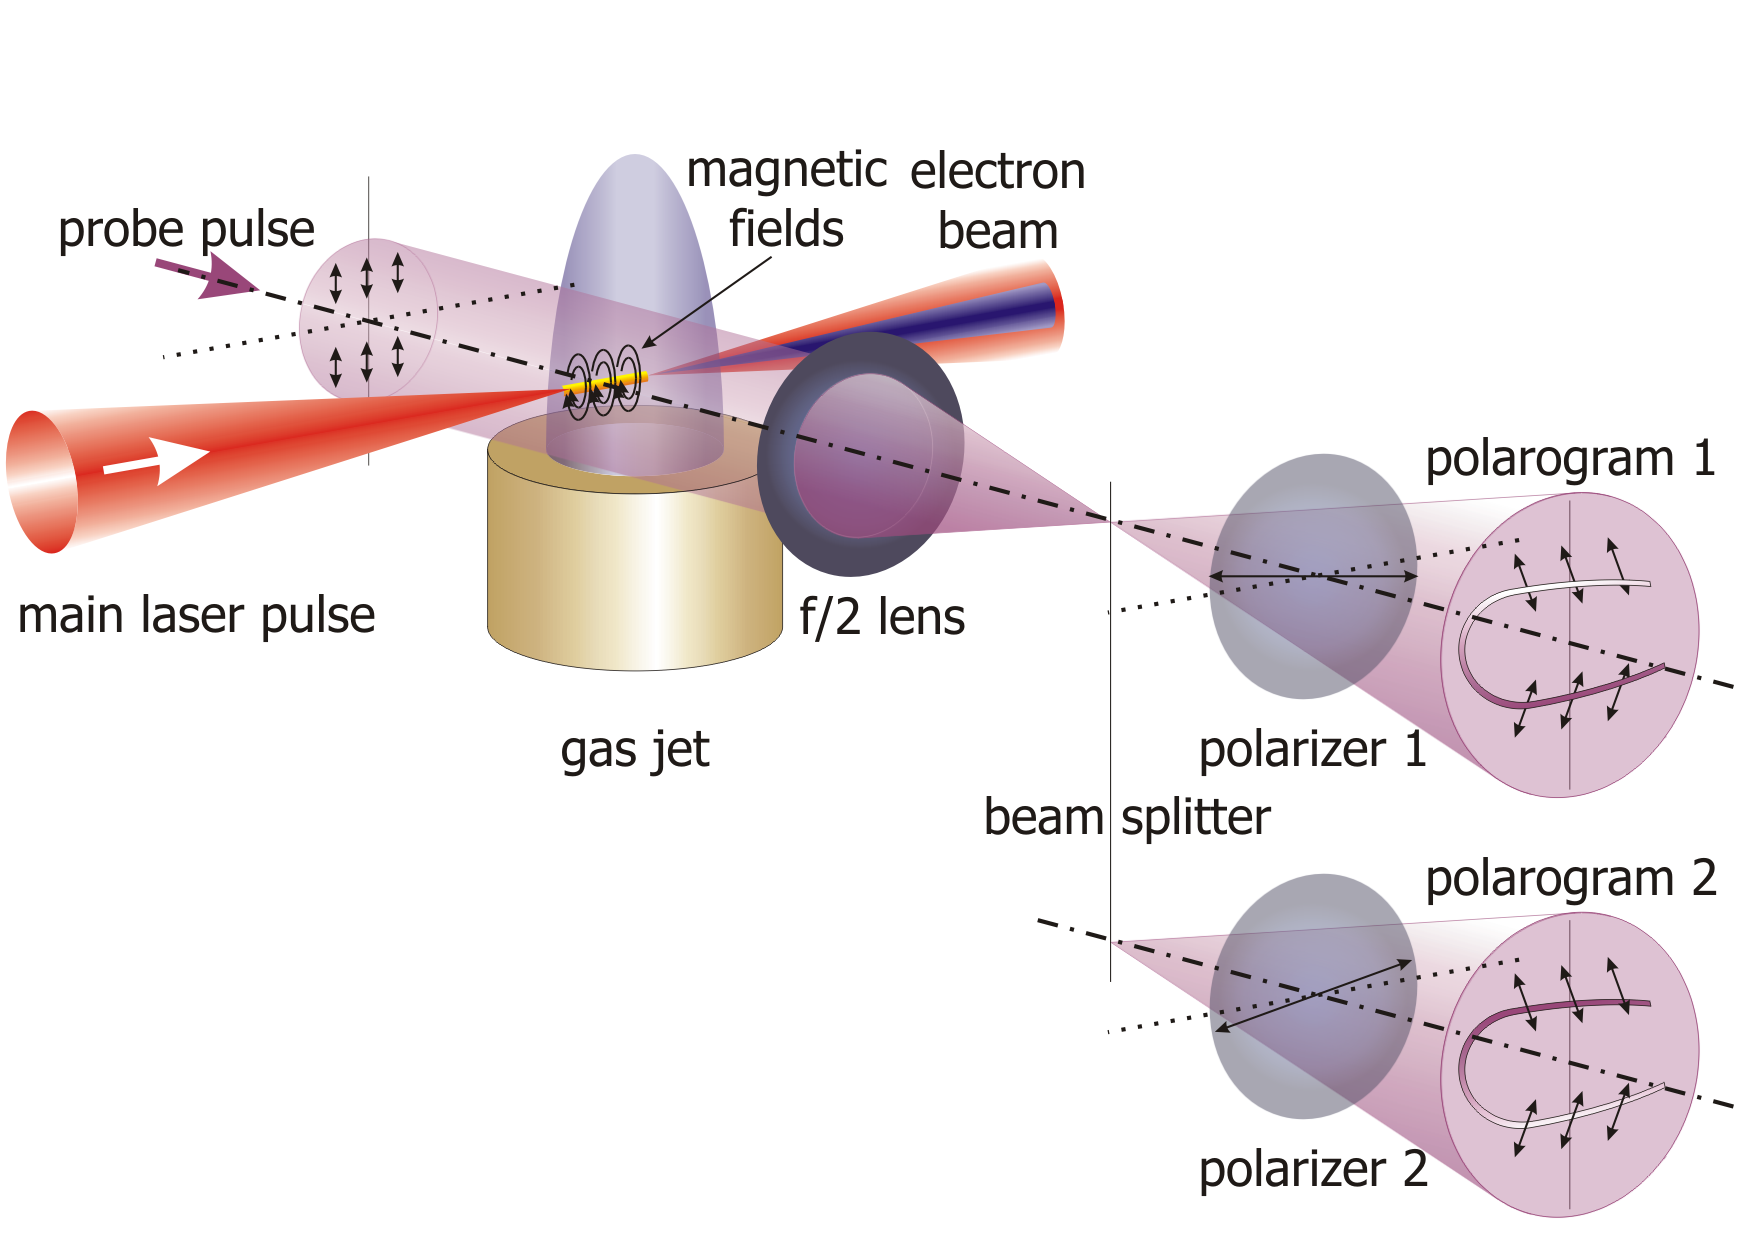 probe pulse
magnetic
fields
electron
beam
main laser pulse
f/2 lens
gas jet
polarogram 1
polarizer 1
beam splitter
polarogram 2
polarizer 2